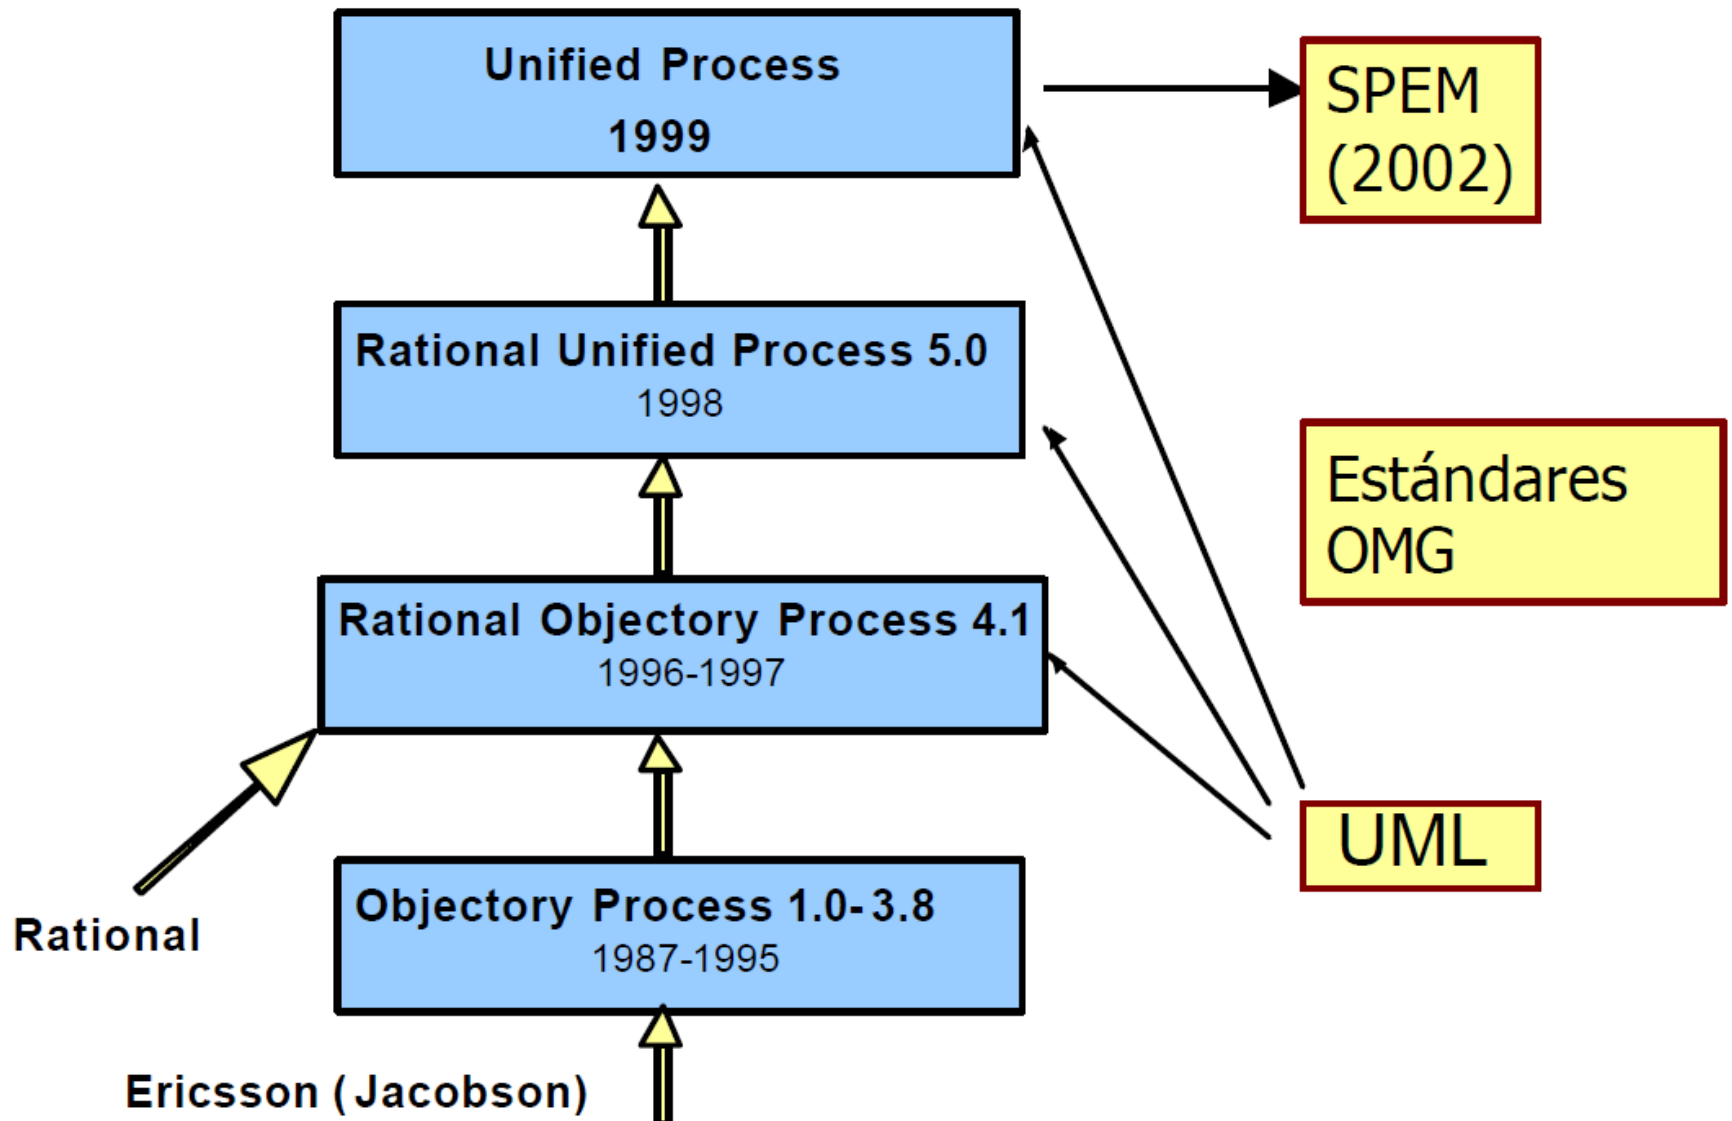 Unified Process
1999
SPEM
(2002)
Rational Unified Process 5.0
1998
Estándares
OMG
Rational Objectory Process 4.1
1996-1997
UML
Objectory Process 1.0-3.8
1987-1995
Rational
Ericsson (Jacobson)